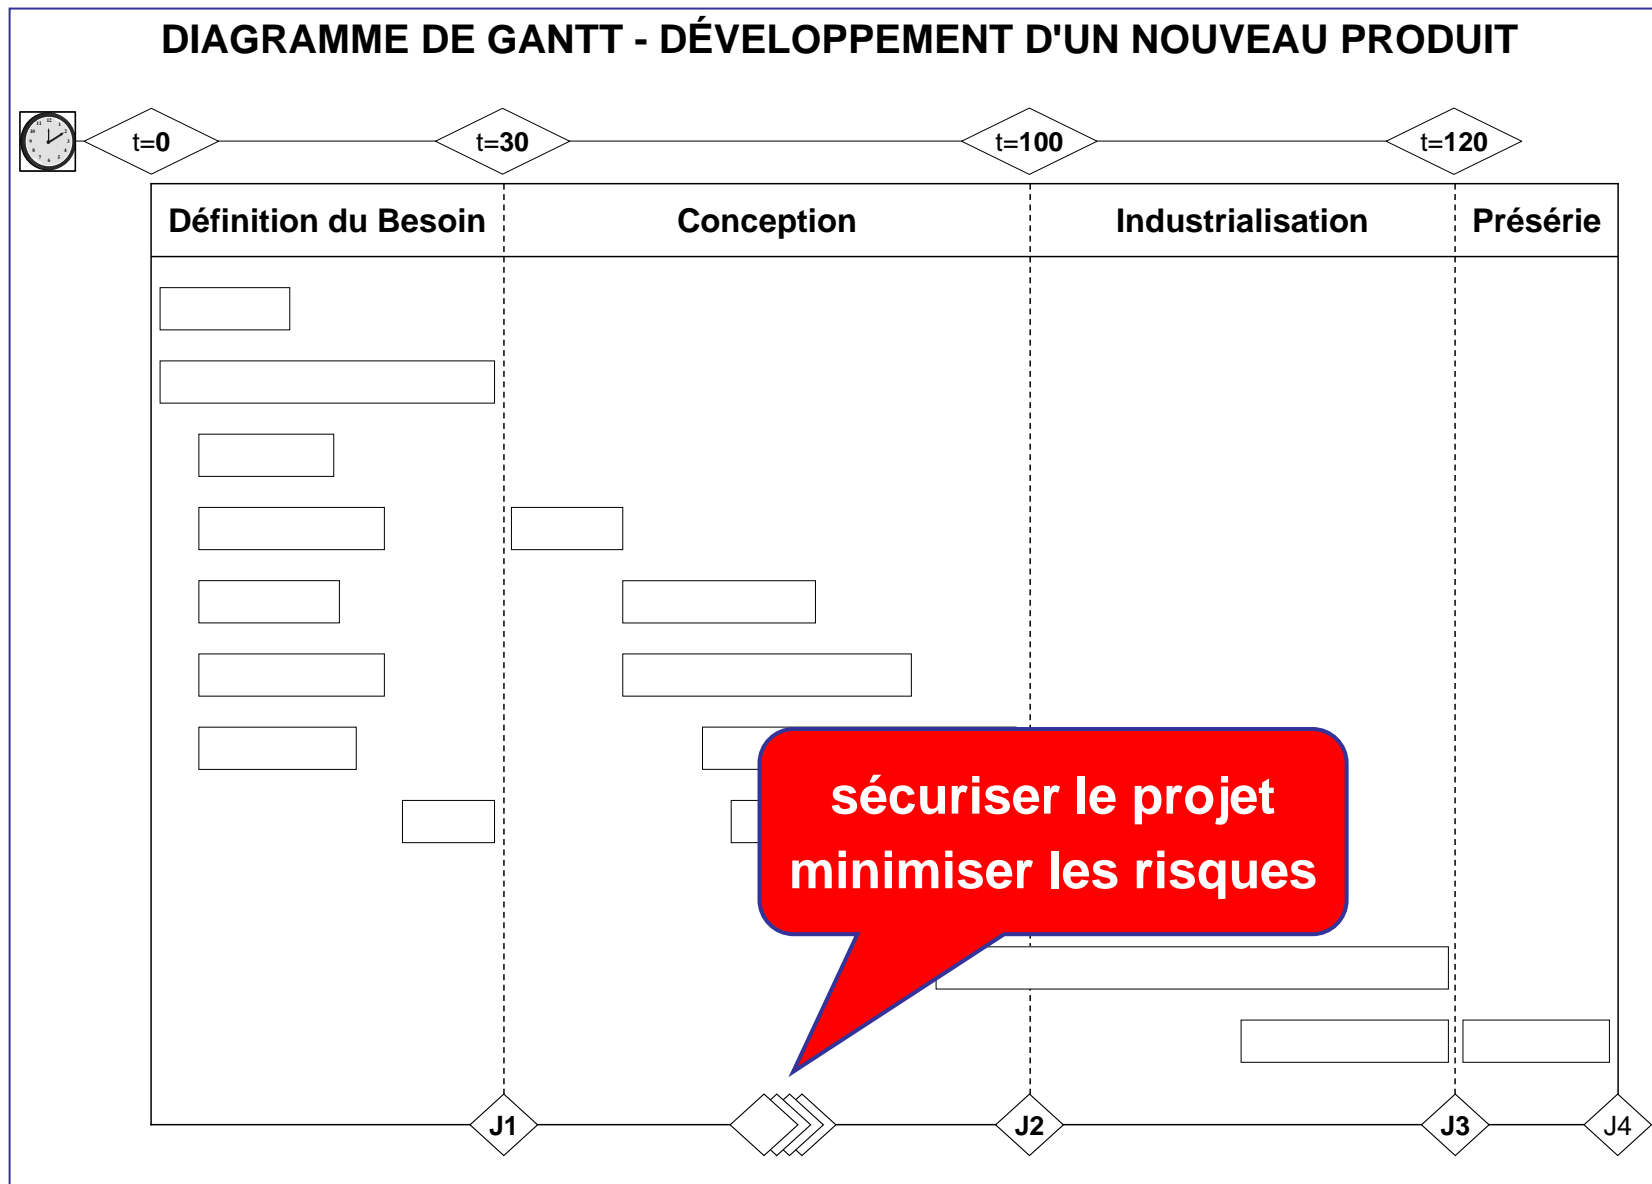 DIAGRAMME DE GANTT - DÉVELOPPEMENT D'UN NOUVEAU PRODUIT
t=0 t=30 t=100 t=120
Définition du Besoin Conception Industrialisation Présérie
sécuriser le projet
minimiser les risques
J1 J2 J3 J4